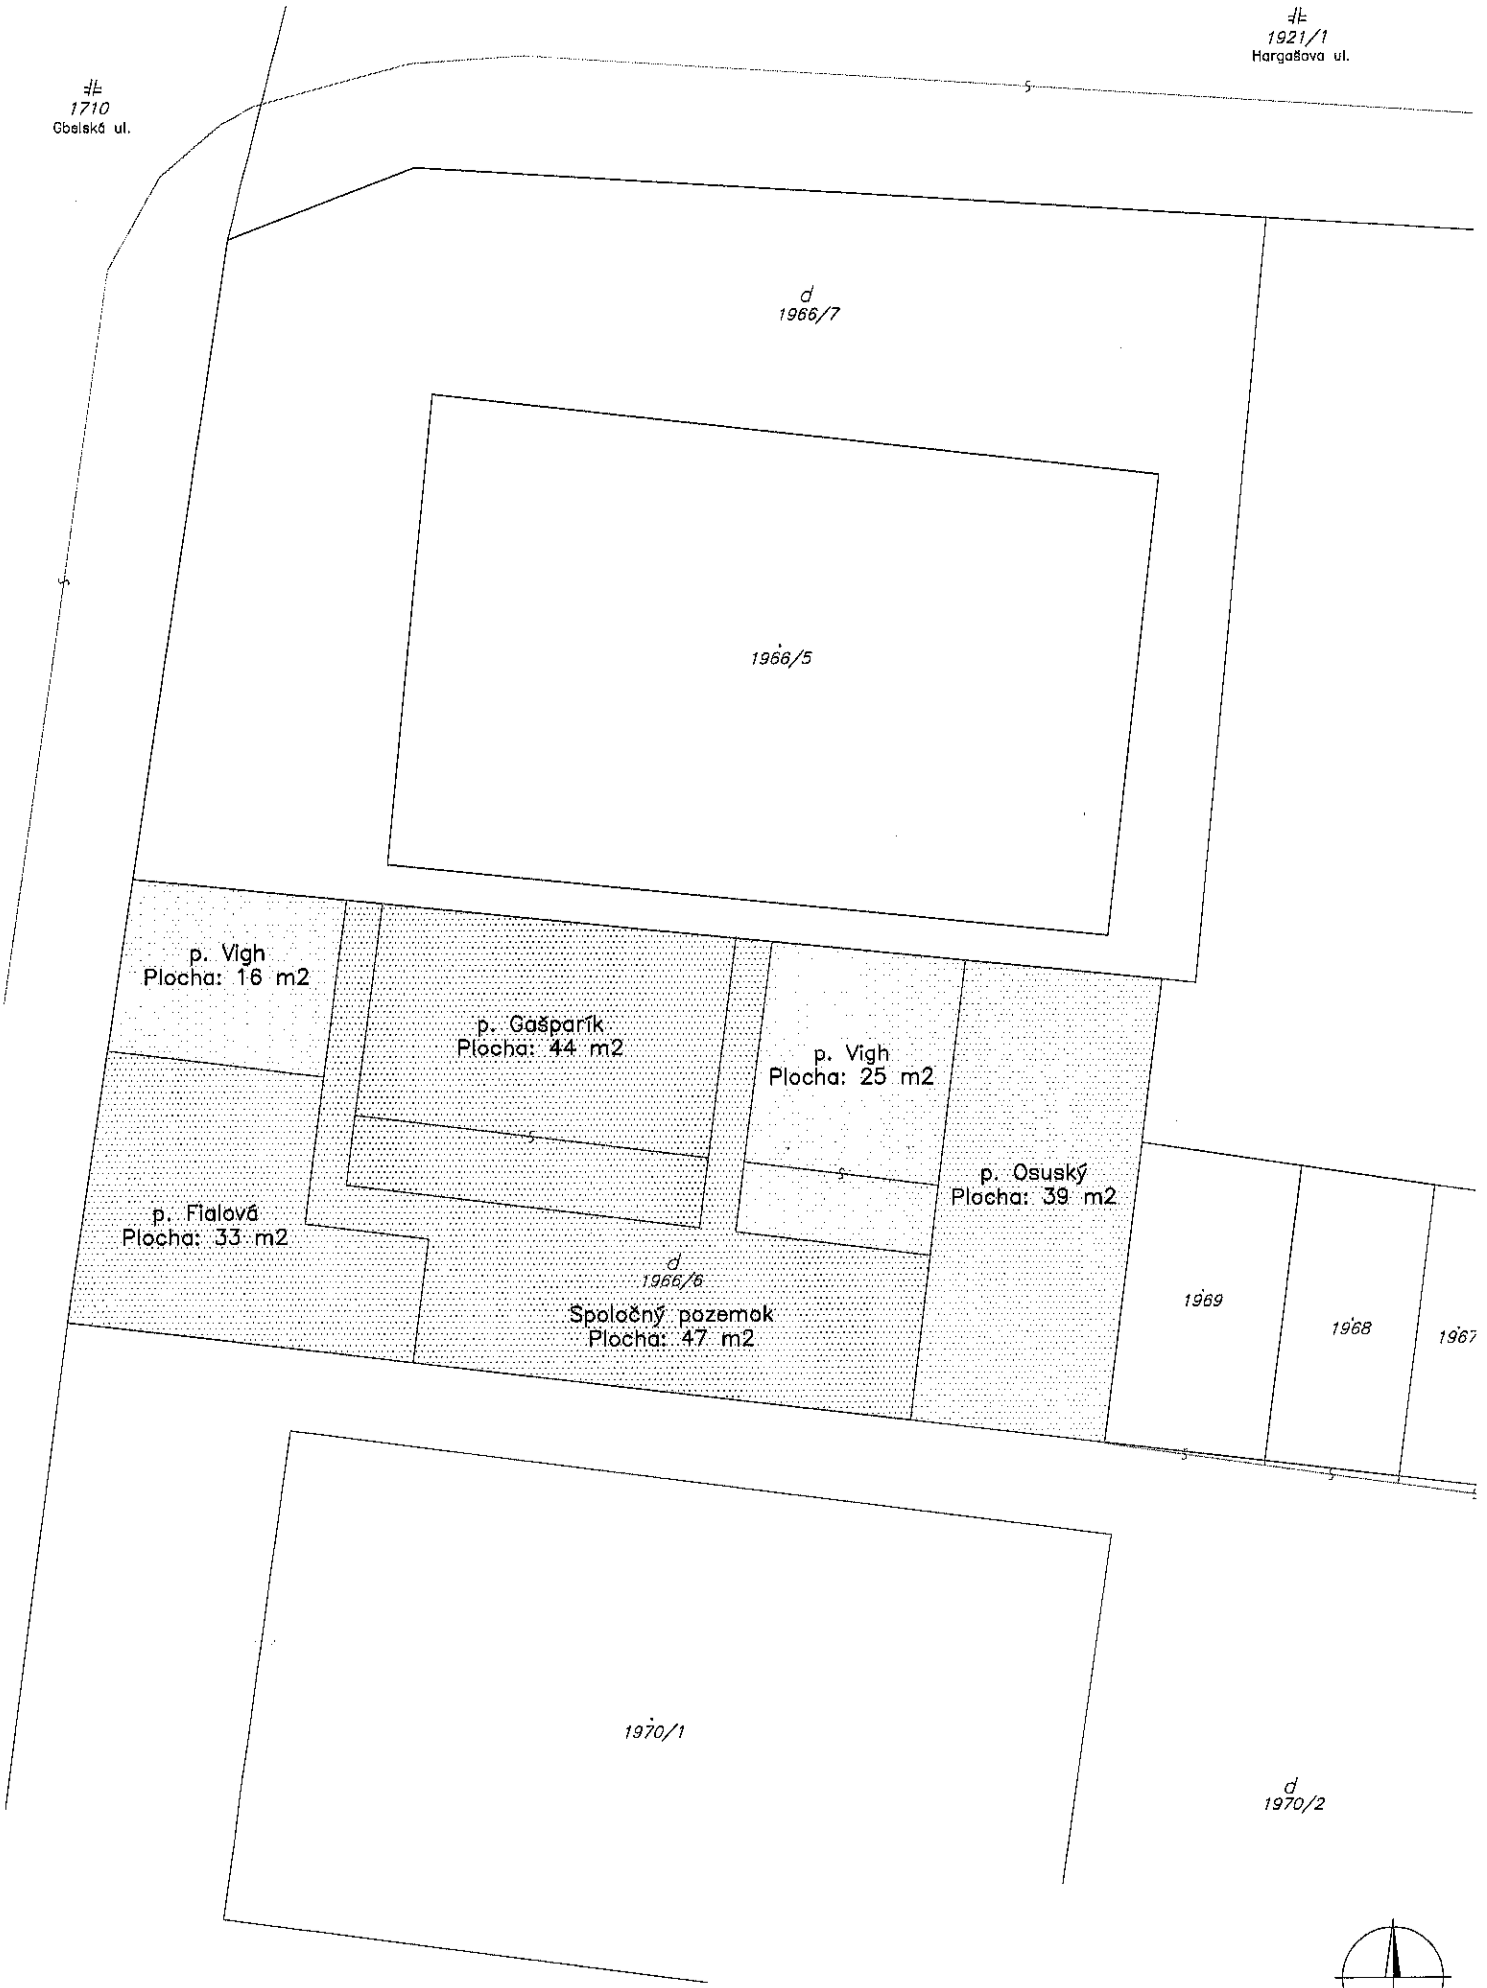 1921/1
Hargašova ul.
1710
Gbelská ul.
d
1966/7
1966/5
p. Vigh
Plocha: 16 m2
p. Gašparík
Plocha: 44 m2
p. Vigh
Plocha: 25 m2
p. Osuský
Plocha: 39 m2
p. Fialová
Plocha: 33 m2
d
1966/6
Spoločný pozemok
Plocha: 47 m2
1969
1968
1967
1970/1
d
1970/2